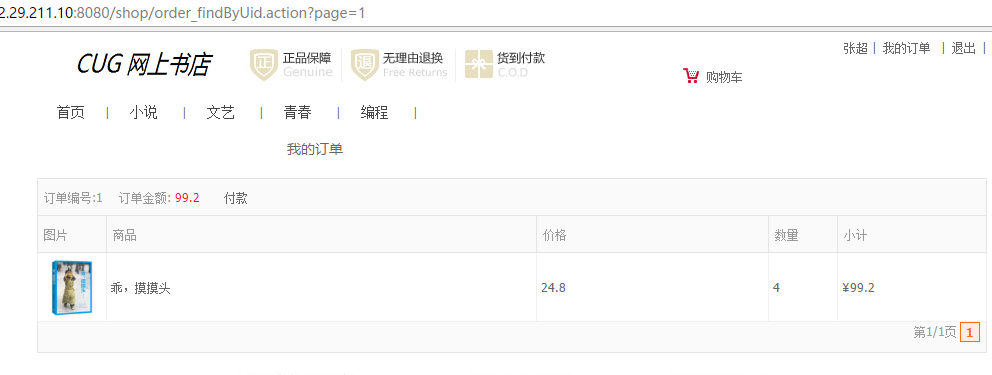 2.29.211.10:8080/shop/order_findByUid.action?page=1
张超 | 我的订单 | 退出 |
CUG 网上书店
正品保障
Genuine
无理由退换
Free Returns
货到付款
C.O.D
购物车
首页 | 小说 | 文艺 | 青春 | 编程 |
我的订单
订单编号:1 订单金额: 99.2 付款
图片 商品 价格 数量 小计
乖，摸摸头 24.8 4 ¥99.2
第1/1页 1